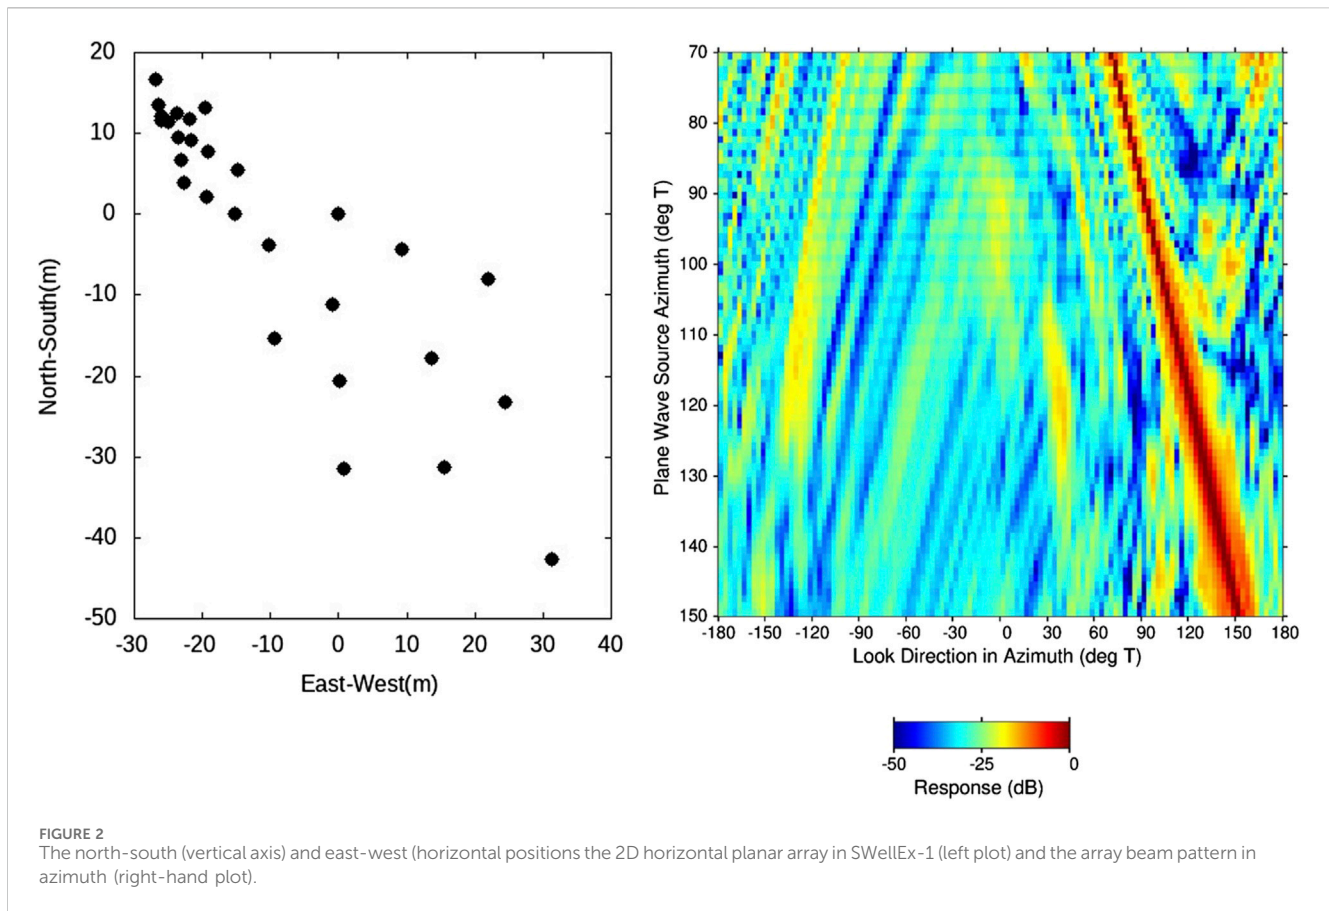 20
10
0
-10
-20
-30
-40
-50
North-South(m)
-30 -20 -10 0 10 20 30 40
East-West(m)
70
80
90
100
110
120
130
140
150
Plane Wave Source Azimuth (deg T)
-180 -150 -120 -90 -60 -30 0 30 60 90 120 150 180
Look Direction in Azimuth (deg T)
-50 -25 0
Response (dB)
FIGURE 2
The north-south (vertical axis) and east-west (horizontal positions the 2D horizontal planar array in SWellEx-1 (left plot) and the array beam pattern in
azimuth (right-hand plot).